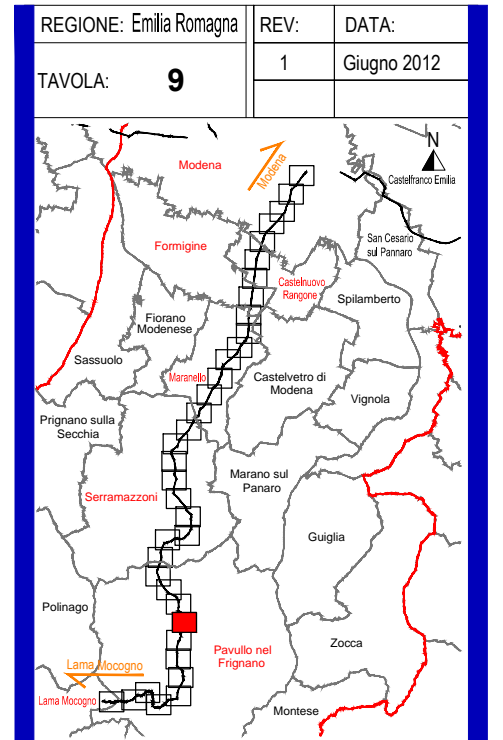 REGIONE: Emilia Romagna
REV:
DATA:
TAVOLA: 9
1
Giugno 2012
N
Modena
Modena
Castelfranco Emilia
San Cesario
sul Pannaro
Formigine
Castelnuovo
Rangone
Spilamberto
Fiorano
Modenese
Sassuolo
Maranello
Castelvetro di
Modena
Vignola
Prignano sulla
Secchia
Marano sul
Panaro
Serramazzoni
Guiglia
Polinago
Pavullo nel
Frignano
Zocca
Lama Mocogno
Lama Mocogno
Montese